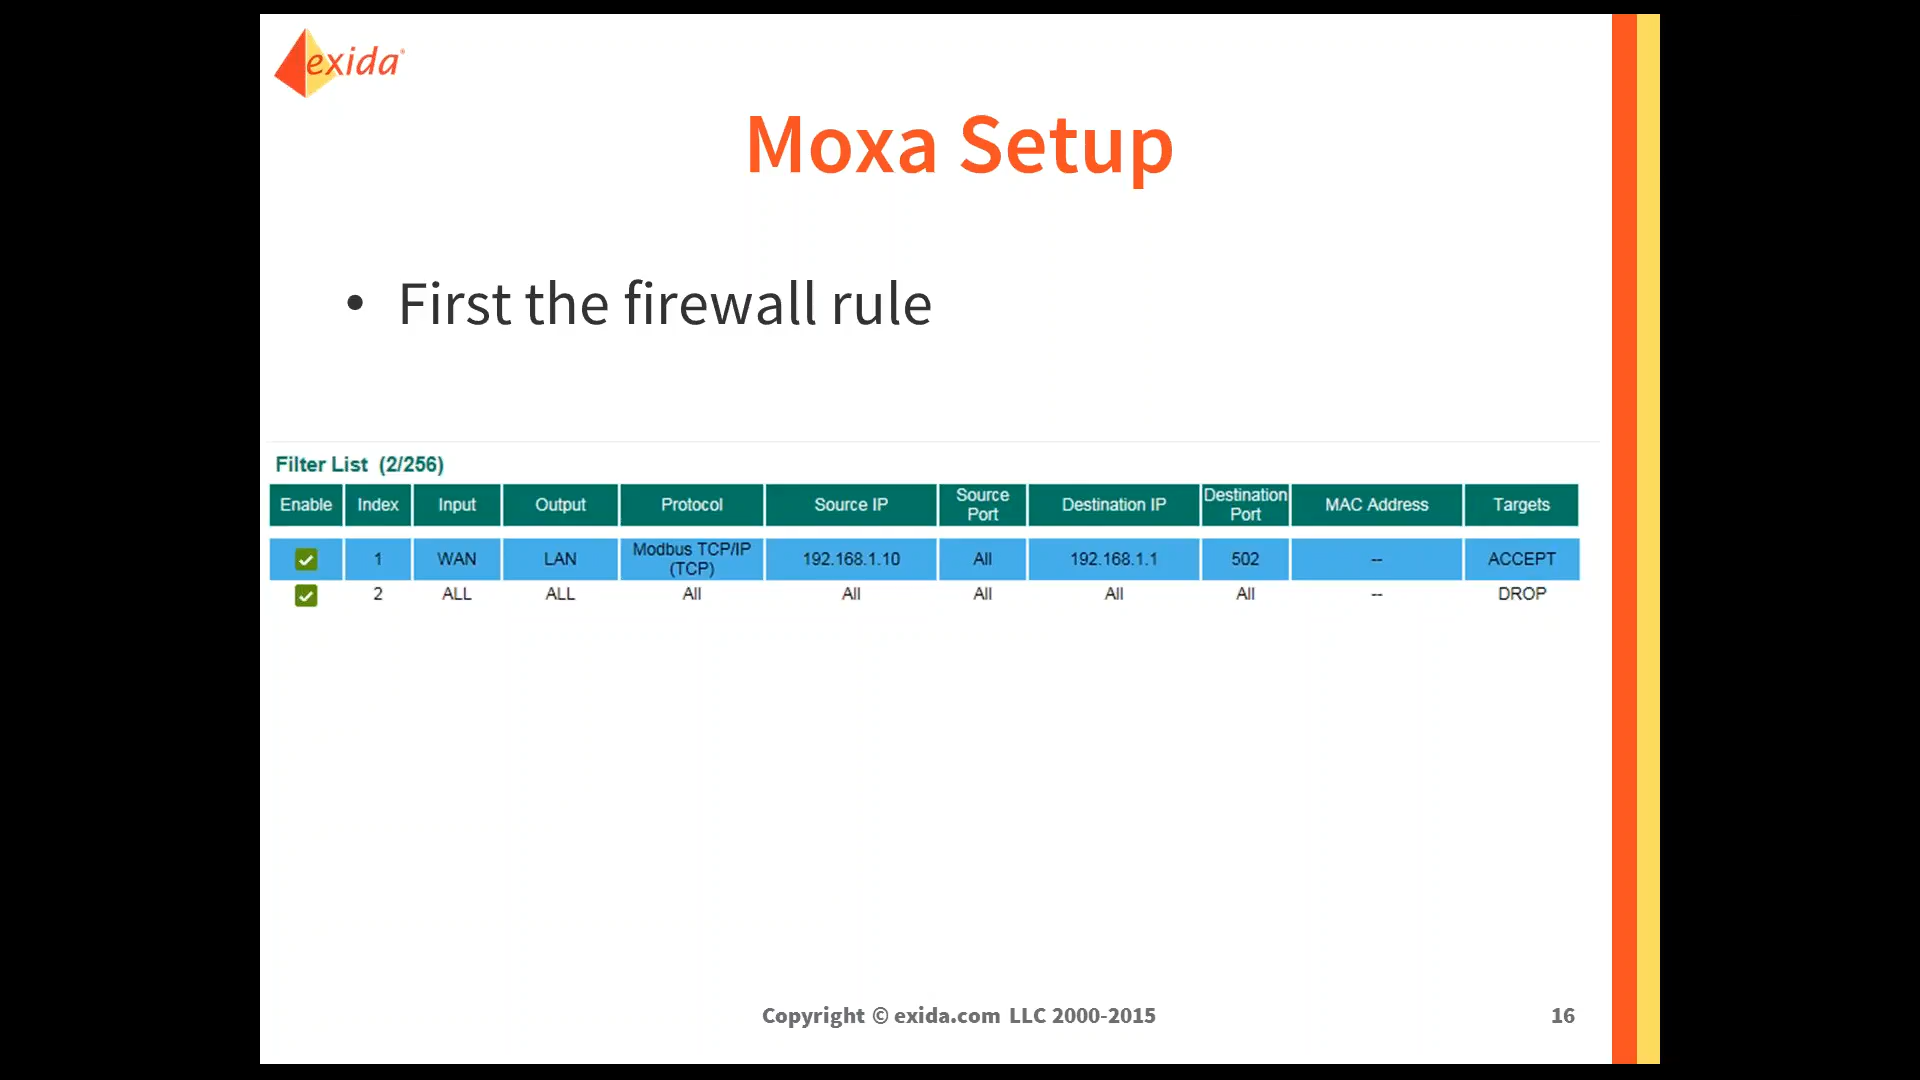 exida
Moxa Setup
• First the firewall rule
Filter List (2/256)
Enable Index Input Output Protocol Source IP Source Port Destination IP Destination Port MAC Address Targets
1 WAN LAN Modbus TCP/IP (TCP) 192.168.1.10 All 192.168.1.1 502 -- ACCEPT
2 ALL ALL All All All All All -- DROP
Copyright © exida.com LLC 2000-2015
16